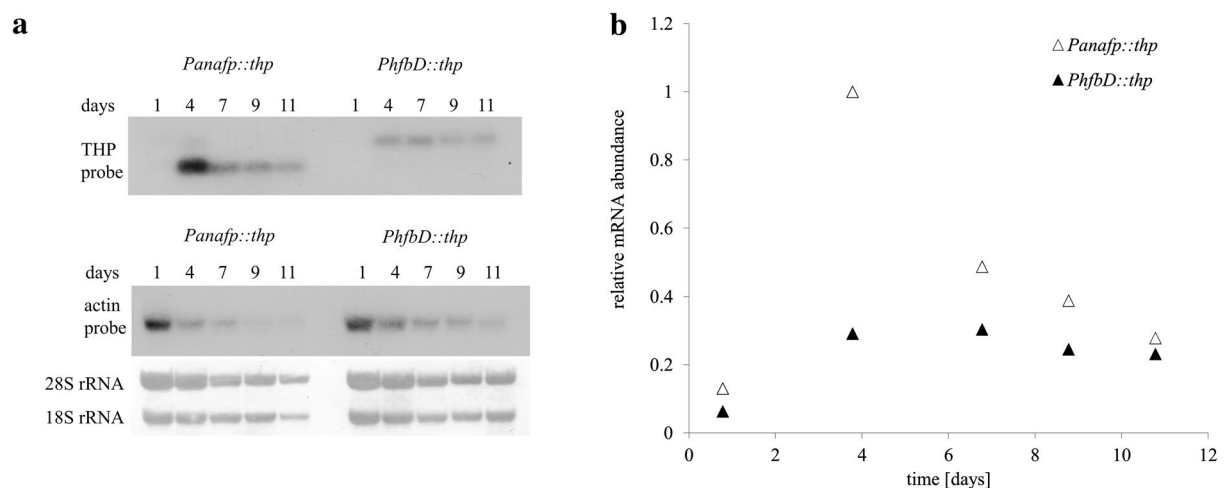 a
Panafp::thp PhfbD::thp
days 1 4 7 9 11 1 4 7 9 11
THP
probe
Panafp::thp PhfbD::thp
days 1 4 7 9 11 1 4 7 9 11
actin
probe
28S rRNA
18S rRNA
b
1.2
1
0.8
0.6
0.4
0.2
0
relative mRNA abundance
Panafp::thp
PhfbD::thp
0 2 4 6 8 10 12
time [days]